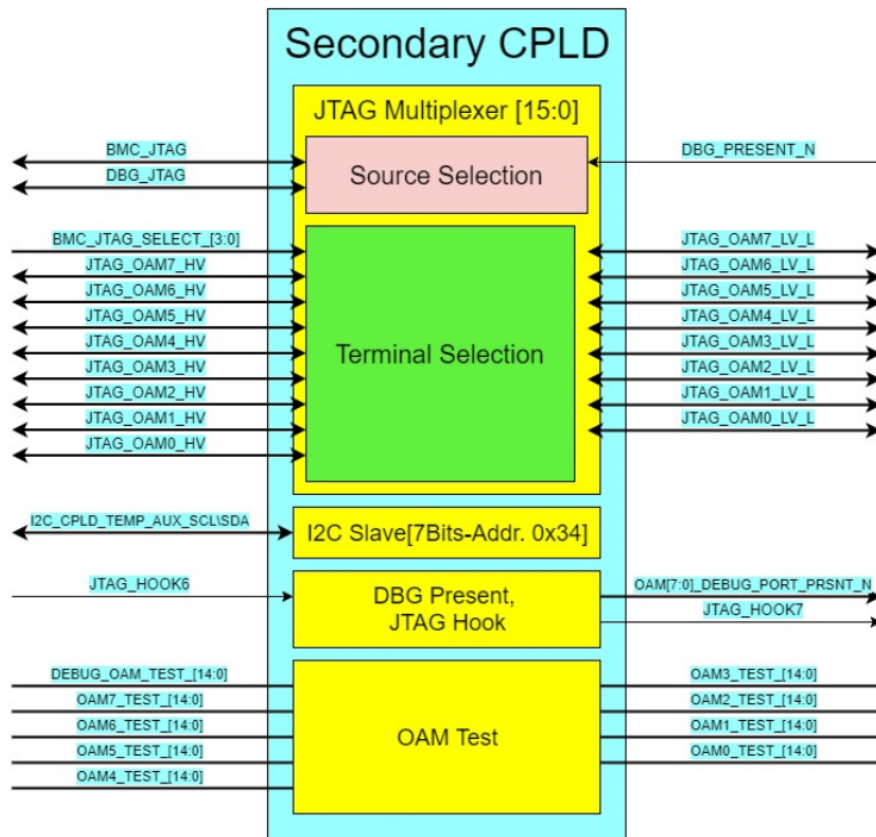 Secondary CPLD
JTAG Multiplexer [15:0]
BMC_JTAG
DBG_JTAG
Source Selection
DBG_PRESENT_N
BMC_JTAG_SELECT_[3:0]
JTAG_OAM7_HV
JTAG_OAM6_HV
JTAG_OAM5_HV
JTAG_OAM4_HV
JTAG_OAM3_HV
JTAG_OAM2_HV
JTAG_OAM1_HV
JTAG_OAM0_HV
Terminal Selection
JTAG_OAM7_LV_L
JTAG_OAM6_LV_L
JTAG_OAM5_LV_L
JTAG_OAM4_LV_L
JTAG_OAM3_LV_L
JTAG_OAM2_LV_L
JTAG_OAM1_LV_L
JTAG_OAM0_LV_L
I2C_CPLD_TEMP_AUX_SCL\SDA
I2C Slave[7Bits-Addr. 0x34]
JTAG_HOOK6
DBG Present,
JTAG Hook
OAM[7:0]_DEBUG_PORT_PRSNT_N
JTAG_HOOK7
DEBUG_OAM_TEST_[14:0]
OAM7_TEST_[14:0]
OAM6_TEST_[14:0]
OAM5_TEST_[14:0]
OAM4_TEST_[14:0]
OAM Test
OAM3_TEST_[14:0]
OAM2_TEST_[14:0]
OAM1_TEST_[14:0]
OAM0_TEST_[14:0]